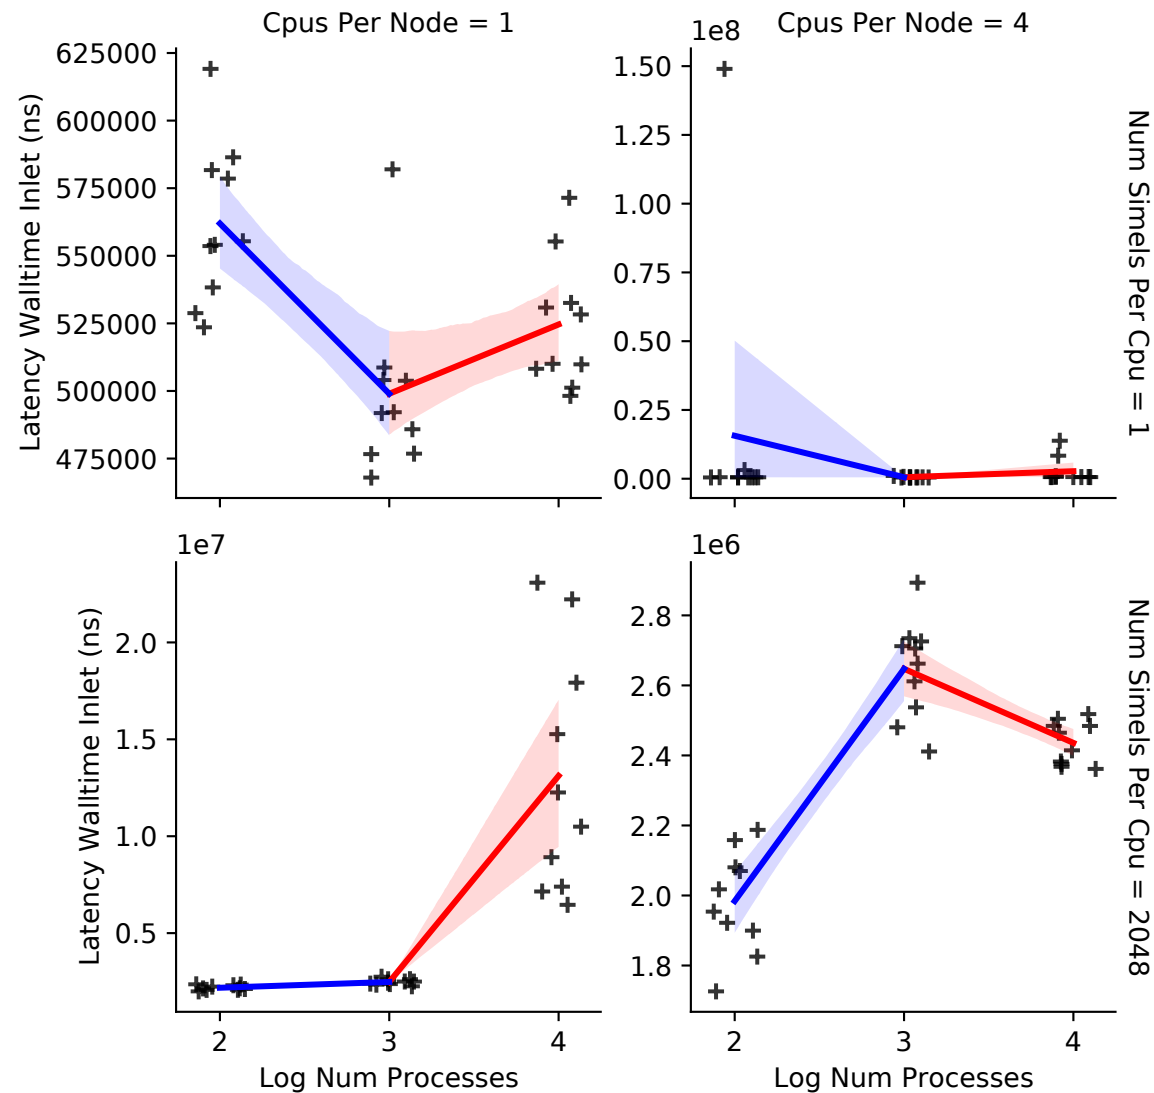 Cpus Per Node = 1
Cpus Per Node = 4
1e8
625000
600000
575000
550000
525000
500000
475000
Latency Walltime Inlet (ns)
1.50
1.25
1.00
0.75
0.50
0.25
0.00
Num Simels Per Cpu = 1
1e7
1e6
2.0
1.5
1.0
0.5
Latency Walltime Inlet (ns)
2.8
2.6
2.4
2.2
2.0
1.8
Num Simels Per Cpu = 2048
2 3 4
2 3 4
Log Num Processes
Log Num Processes